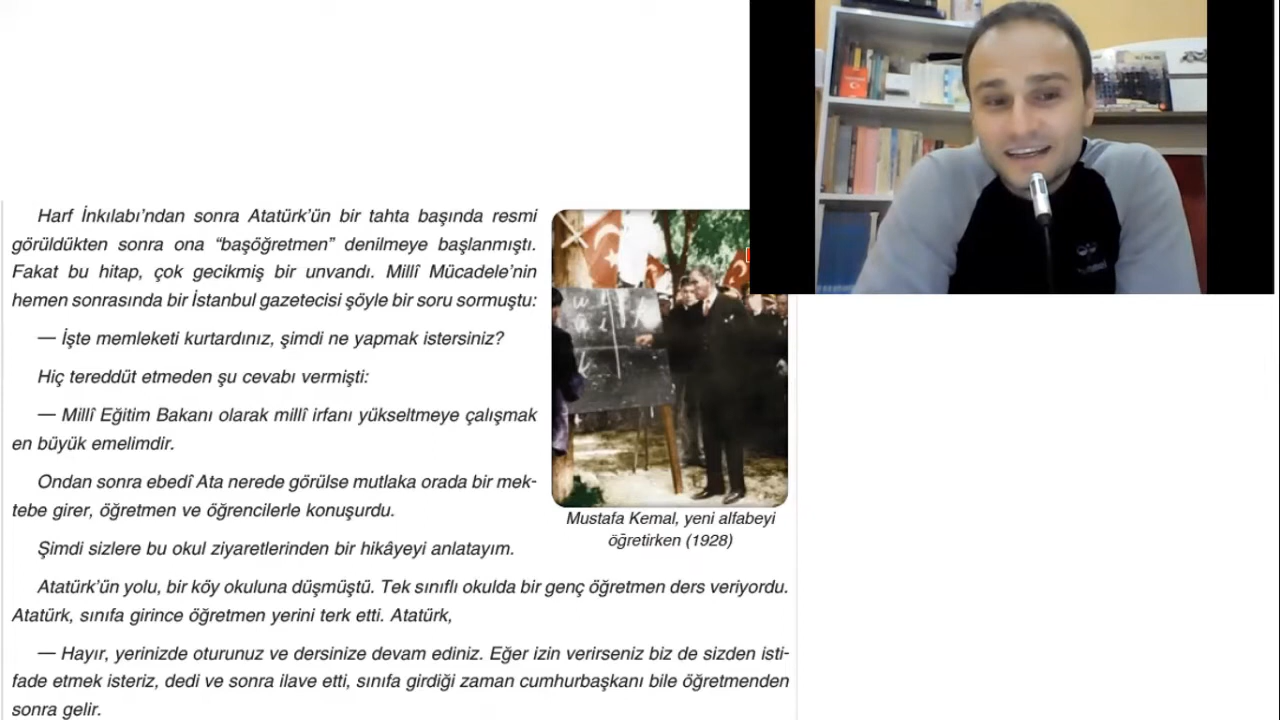 Harf İnkılabı’ndan sonra Atatürk’ün bir tahta başında resmi
görüldükten sonra ona “başöğretmen” denilmeye başlanmıştı.
Fakat bu hitap, çok gecikmiş bir unvandı. Millî Mücadele’nin
hemen sonrasında bir İstanbul gazetecisi şöyle bir soru sormuştu:
— İşte memleketi kurtardınız, şimdi ne yapmak istersiniz?
Hiç tereddüt etmeden şu cevabı vermişti:
— Millî Eğitim Bakanı olarak millî irfanı yükseltmeye çalışmak
en büyük emelimdir.
Ondan sonra ebedî Ata nerede görülse mutlaka orada bir mek-
tebe girer, öğretmen ve öğrencilerle konuşurdu.
Şimdi sizlere bu okul ziyaretlerinden bir hikâyeyi anlatayım.
Mustafa Kemal, yeni alfabeyi
öğretirken (1928)
Atatürk’ün yolu, bir köy okuluna düşmüştü. Tek sınıflı okulda bir genç öğretmen ders veriyordu.
Atatürk, sınıfa girince öğretmen yerini terk etti. Atatürk,
— Hayır, yerinizde oturunuz ve dersinize devam ediniz. Eğer izin verirseniz biz de sizden isti-
fade etmek isteriz, dedi ve sonra ilave etti, sınıfa girdiği zaman cumhurbaşkanı bile öğretmenden
sonra gelir.